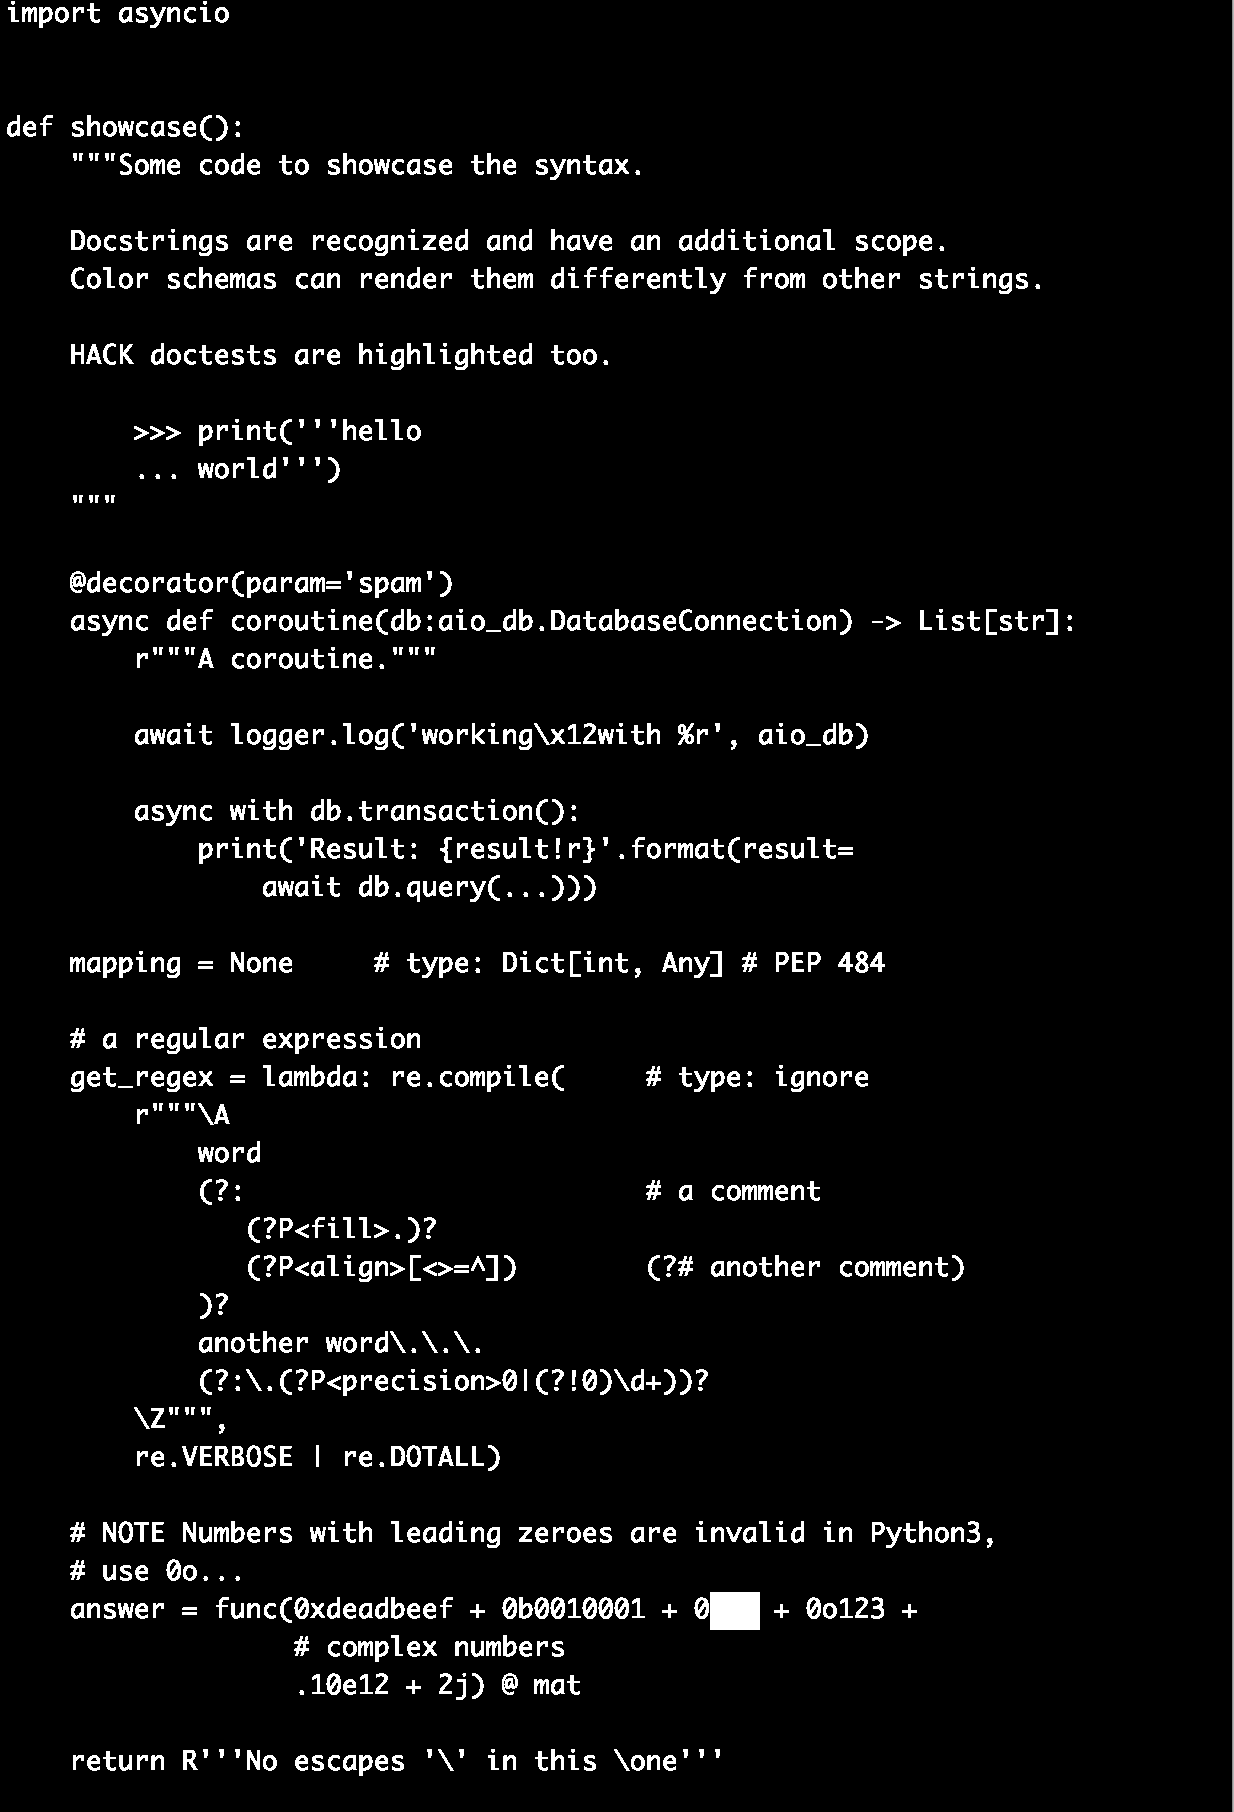 import asyncio
def showcase():
    """Some code to showcase the syntax.
    Docstrings are recognized and have an additional scope.
    Color schemas can render them differently from other strings.
    HACK doctests are highlighted too.
        >>> print('''hello
        ... world''')
    """
    @decorator(param='spam')
    async def coroutine(db:aio_db.DatabaseConnection) -> List[str]:
        r"""A coroutine."""
        await logger.log('working\x12with %r', aio_db)
        async with db.transaction():
            print('Result: {result!r}'.format(result=
                await db.query(...)))
    mapping = None     # type: Dict[int, Any] # PEP 484
    # a regular expression
    get_regex = lambda: re.compile(     # type: ignore
        r"""\A
            word
            (?:                         # a comment
               (?P<fill>.)?
               (?P<align>[<>=^])        (?# another comment)
            )?
            another word\.\.\.
            (?:\.(?P<precision>0|(?!0)\d+))?
        \Z""",
        re.VERBOSE | re.DOTALL)
    # NOTE Numbers with leading zeroes are invalid in Python3,
    # use 0o...
    answer = func(0xdeadbeef + 0b0010001 + 0    + 0o123 +
                  # complex numbers
                  .10e12 + 2j) @ mat
    return R'''No escapes '\' in this \one'''